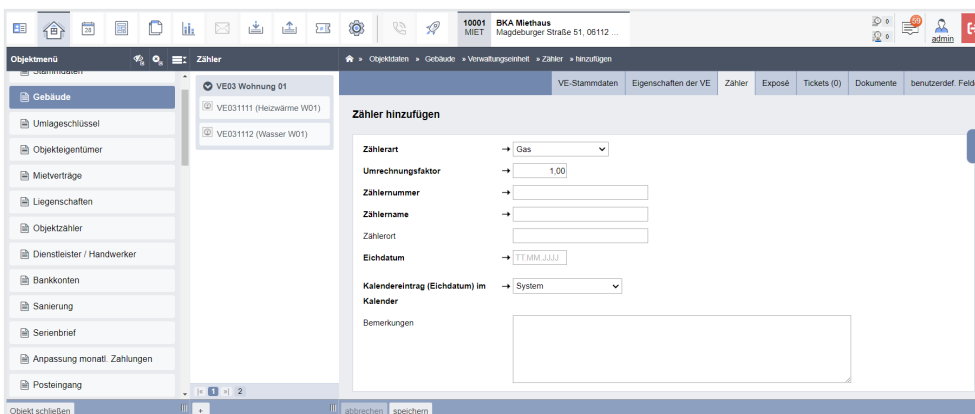 24
10001
MIET
BKA Miethaus
Magdeburger Straße 51, 06112 ...
0
0
59
admin
Objektmenü
Zähler
» Objektdaten » Gebäude » Verwaltungseinheit » Zähler » hinzufügen
Stammdaten
Gebäude
Umlageschlüssel
Objekteigentümer
Mietverträge
Liegenschaften
Objektzähler
Dienstleister / Handwerker
Bankkonten
Sanierung
Serienbrief
Anpassung monatl. Zahlungen
Posteingang
Objekt schließen
VE03 Wohnung 01
VE031111 (Heizwärme W01)
VE031112 (Wasser W01)
1 2
+
VE-Stammdaten Eigenschaften der VE Zähler Exposé Tickets (0) Dokumente benutzerdef. Felde
Zähler hinzufügen
Zählerart → Gas
Umrechnungsfaktor → 1,00
Zählernummer →
Zählername →
Zählerort
Eichdatum → TT.MM.JJJJ
Kalendereintrag (Eichdatum) im → System
Kalender
Bemerkungen
abbrechen speichern